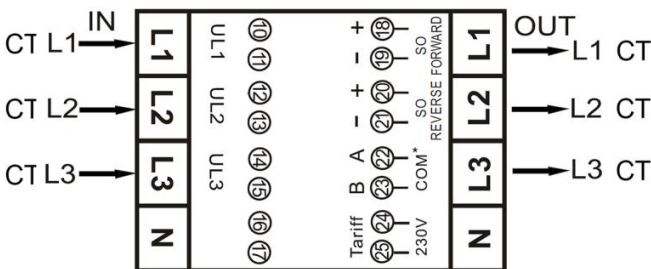 IN
CT L1
CT L2
CT L3
L1
L2
L3
N
UL1
UL2
UL3
10
11
12
13
14
15
16
17
+ 18
- 19
SO
FORWARD
+ 20
- 21
SO
REVERSE
A 22
B 23
COM*
Tariff
24
25
230V
L1
L2
L3
N
OUT
L1 CT
L2 CT
L3 CT